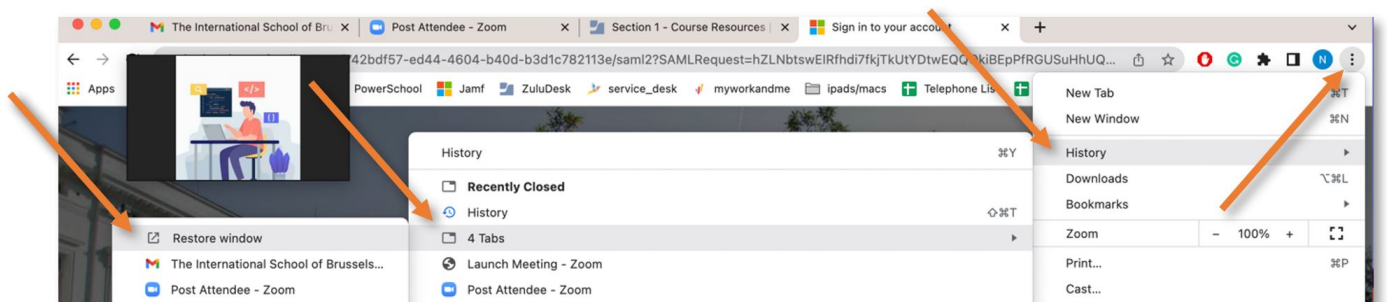 The International School of Bru
Post Attendee - Zoom
Section 1 - Course Resources |
Sign in to your account
42bdf57-ed44-4604-b40d-b3d1c782113e/saml2?SAMLRequest=hZLNbtswEIRfhdi7fkjTkUtYDtwEQQ
kiBEpPfRGUSuHhUQ...
N
Apps
PowerSchool
Jamf
ZuluDesk
service_desk
myworkandme
ipads/macs
Telephone Lis
New Tab ⌘T
New Window ⌘N
History
Downloads ⌥⌘L
Bookmarks
Zoom - 100% +
Print... ⌘P
Cast...
History ⌘Y
Recently Closed
History ⇧⌘T
4 Tabs
Launch Meeting - Zoom
Post Attendee - Zoom
Restore window
The International School of Brussels...
Post Attendee - Zoom